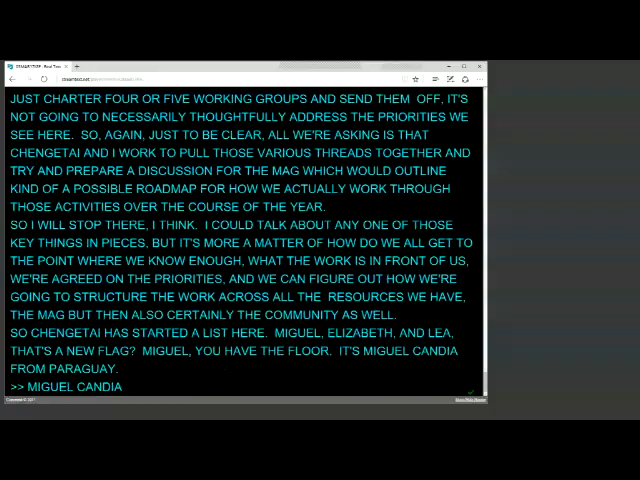 JUST CHARTER FOUR OR FIVE WORKING GROUPS AND SEND THEM  OFF, IT'S
NOT GOING TO NECESSARILY THOUGHTFULLY ADDRESS THE PRIORITIES WE
SEE HERE.  SO, AGAIN, JUST TO BE CLEAR, ALL WE'RE ASKING IS THAT
CHENGETAI AND I WORK TO PULL THOSE VARIOUS THREADS TOGETHER AND
TRY AND PREPARE A DISCUSSION FOR THE MAG WHICH WOULD OUTLINE
KIND OF A POSSIBLE ROADMAP FOR HOW WE ACTUALLY WORK THROUGH
THOSE ACTIVITIES OVER THE COURSE OF THE YEAR.
SO I WILL STOP THERE, I THINK.  I COULD TALK ABOUT ANY ONE OF THOSE
KEY THINGS IN PIECES, BUT IT'S MORE A MATTER OF HOW DO WE ALL GET TO
THE POINT WHERE WE KNOW ENOUGH, WHAT THE WORK IS IN FRONT OF US,
WE'RE AGREED ON THE PRIORITIES, AND WE CAN FIGURE OUT HOW WE'RE
GOING TO STRUCTURE THE WORK ACROSS ALL THE  RESOURCES WE HAVE,
THE MAG BUT THEN ALSO CERTAINLY THE COMMUNITY AS WELL.
SO CHENGETAI HAS STARTED A LIST HERE.  MIGUEL, ELIZABETH, AND LEA,
THAT'S A NEW FLAG?  MIGUEL, YOU HAVE THE FLOOR.  IT'S MIGUEL CANDIA
FROM PARAGUAY.
>> MIGUEL CANDIA